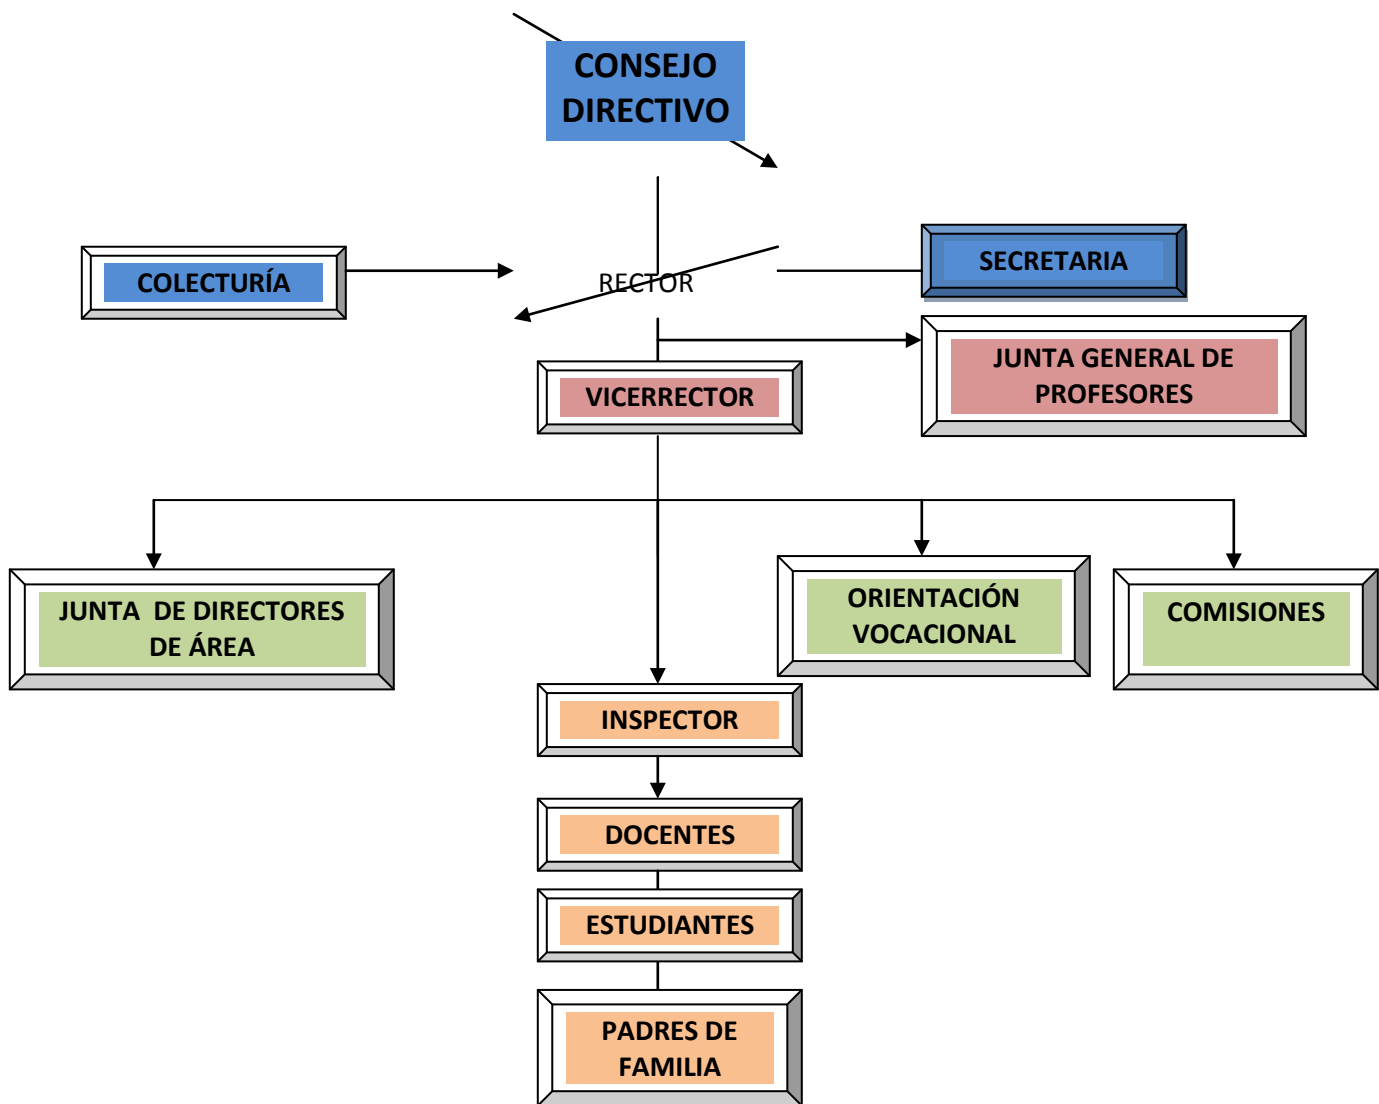 CONSEJO
DIRECTIVO
COLECTURÍA
RECTOR
SECRETARIA
VICERRECTOR
JUNTA GENERAL DE
PROFESORES
JUNTA DE DIRECTORES
DE ÁREA
ORIENTACIÓN
VOCACIONAL
COMISIONES
INSPECTOR
DOCENTES
ESTUDIANTES
PADRES DE
FAMILIA